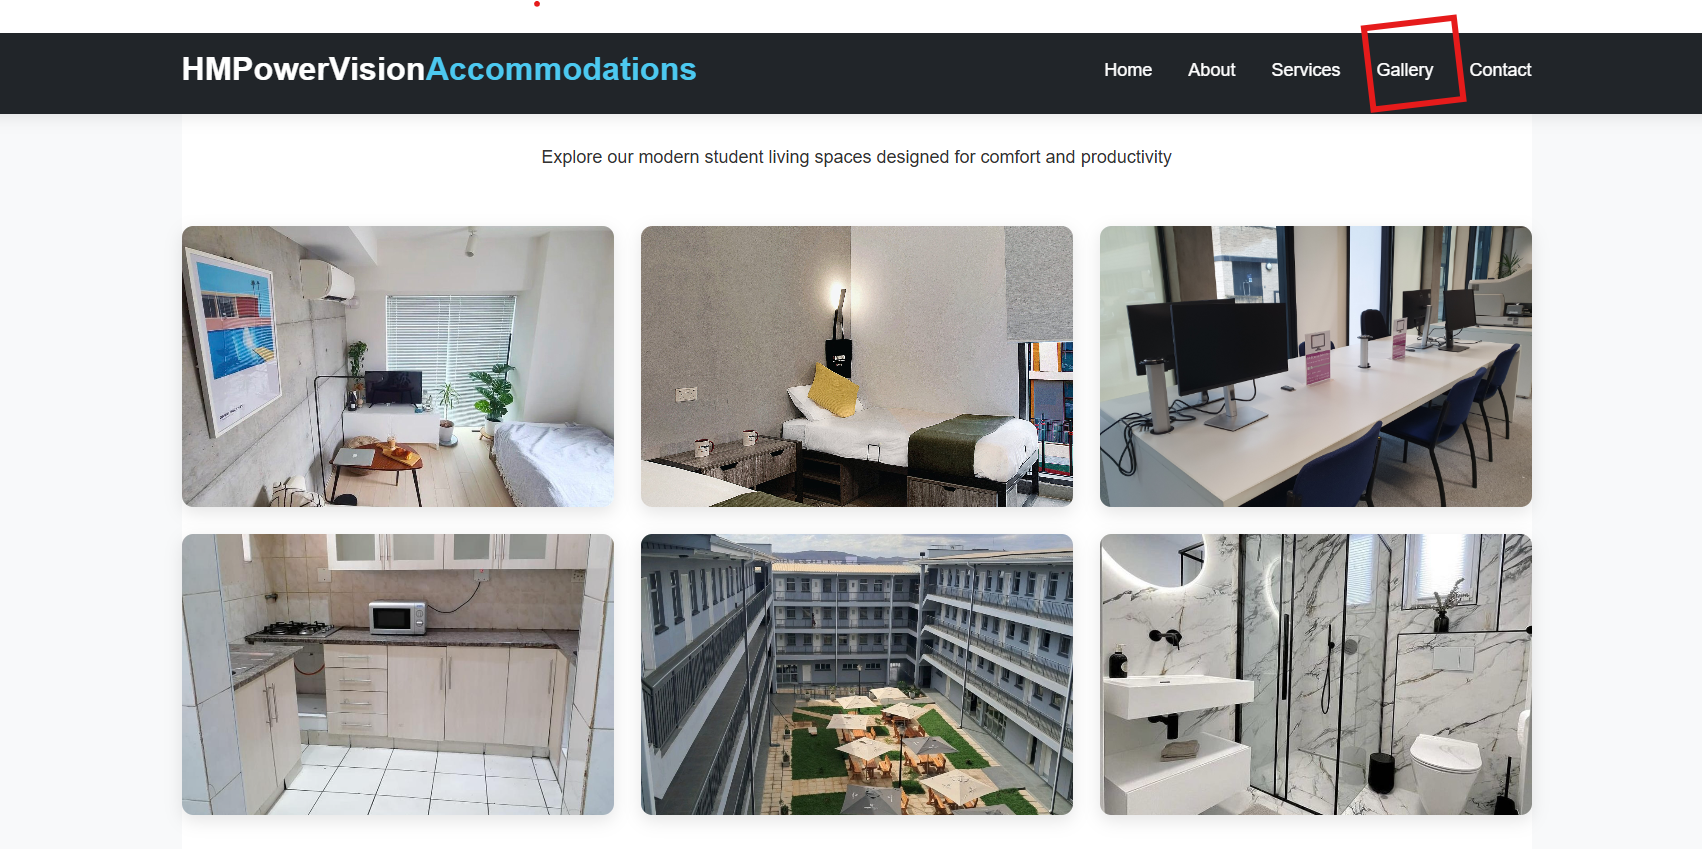 HMPowerVisionAccommodations
Home About Services Gallery Contact
Explore our modern student living spaces designed for comfort and productivity